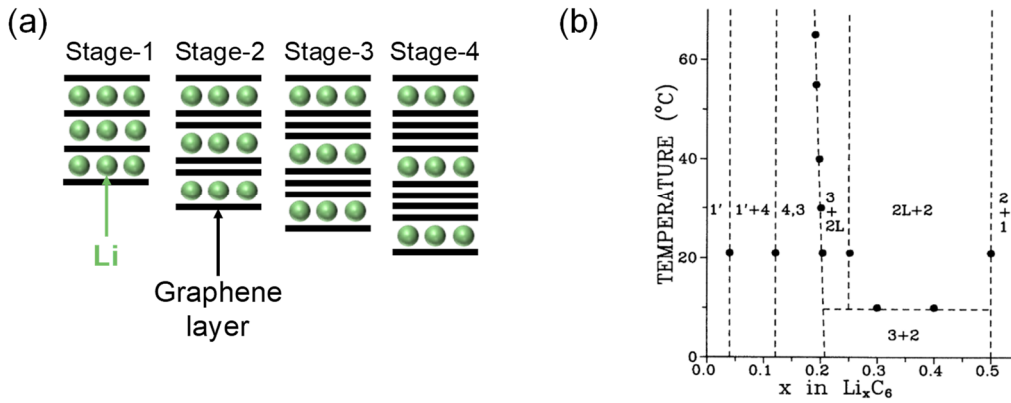 (a)
Stage-1 Stage-2 Stage-3 Stage-4
Li
Graphene
layer
(b)
TEMPERATURE (°C)
60
40
20
0
1' 1'+4 4,3 3+2L 2L+2 2+1
3+2
0.0 0.1 0.2 0.3 0.4 0.5
x in LiₓC₆